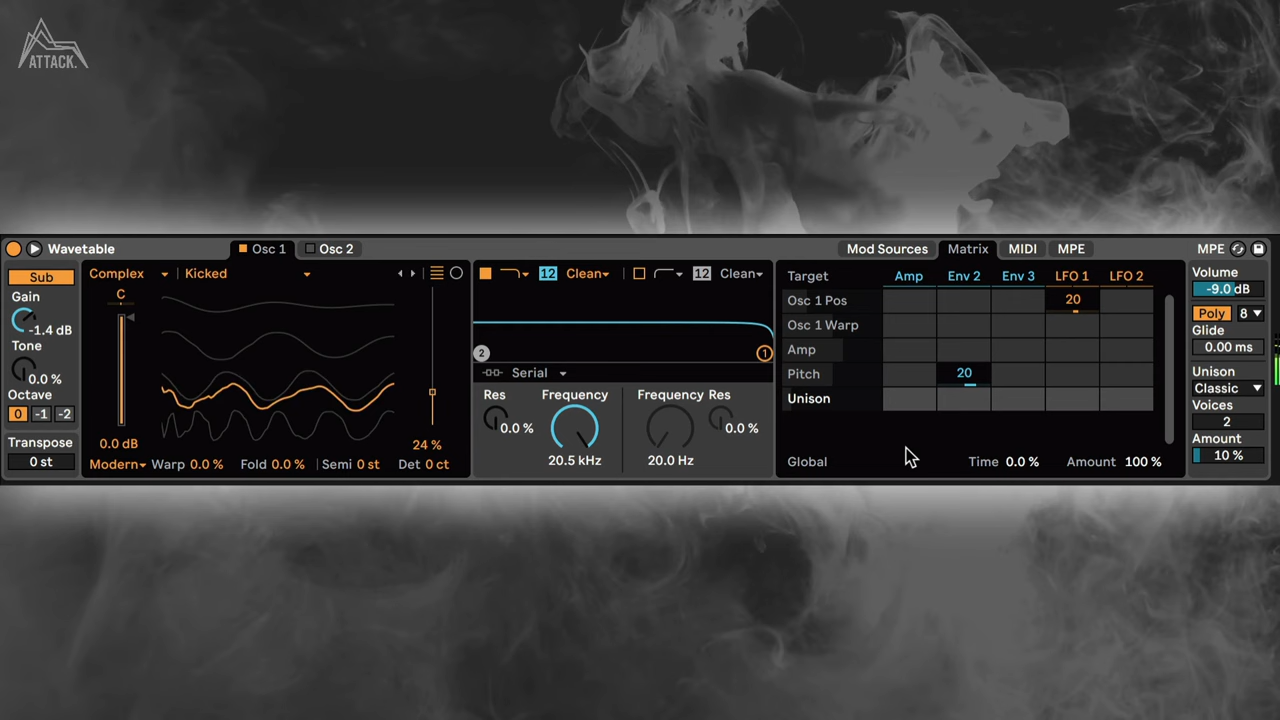 ATTACK.
Wavetable
Osc 1
Osc 2
Mod Sources
Matrix
MIDI
MPE
MPE
Sub
Gain
-1.4 dB
Tone
0.0 %
Octave
0 -1 -2
Transpose
0 st
Complex
Kicked
C
0.0 dB
24 %
Modern
Warp 0.0 %
Fold 0.0 %
Semi 0 st
Det 0 ct
12
Clean
12
Clean
2
1
Serial
Res
0.0 %
Frequency
20.5 kHz
Frequency
20.0 Hz
Res
0.0 %
Target Amp Env 2 Env 3 LFO 1 LFO 2
Osc 1 Pos 20
Osc 1 Warp
Amp
Pitch 20
Unison
Global
Time 0.0 %
Amount 100 %
Volume
-9.0 dB
Poly 8
Glide
0.00 ms
Unison
Classic
Voices
2
Amount
10 %